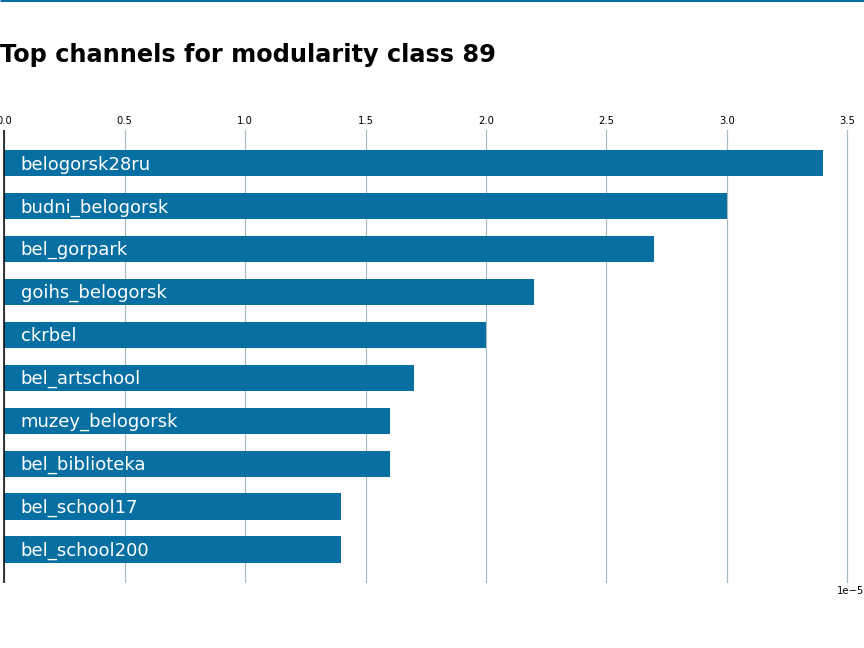 Top channels for modularity class 89
0.0 0.5 1.0 1.5 2.0 2.5 3.0 3.5
belogorsk28ru
budni_belogorsk
bel_gorpark
goihs_belogorsk
ckrbel
bel_artschool
muzey_belogorsk
bel_biblioteka
bel_school17
bel_school200
1e−5